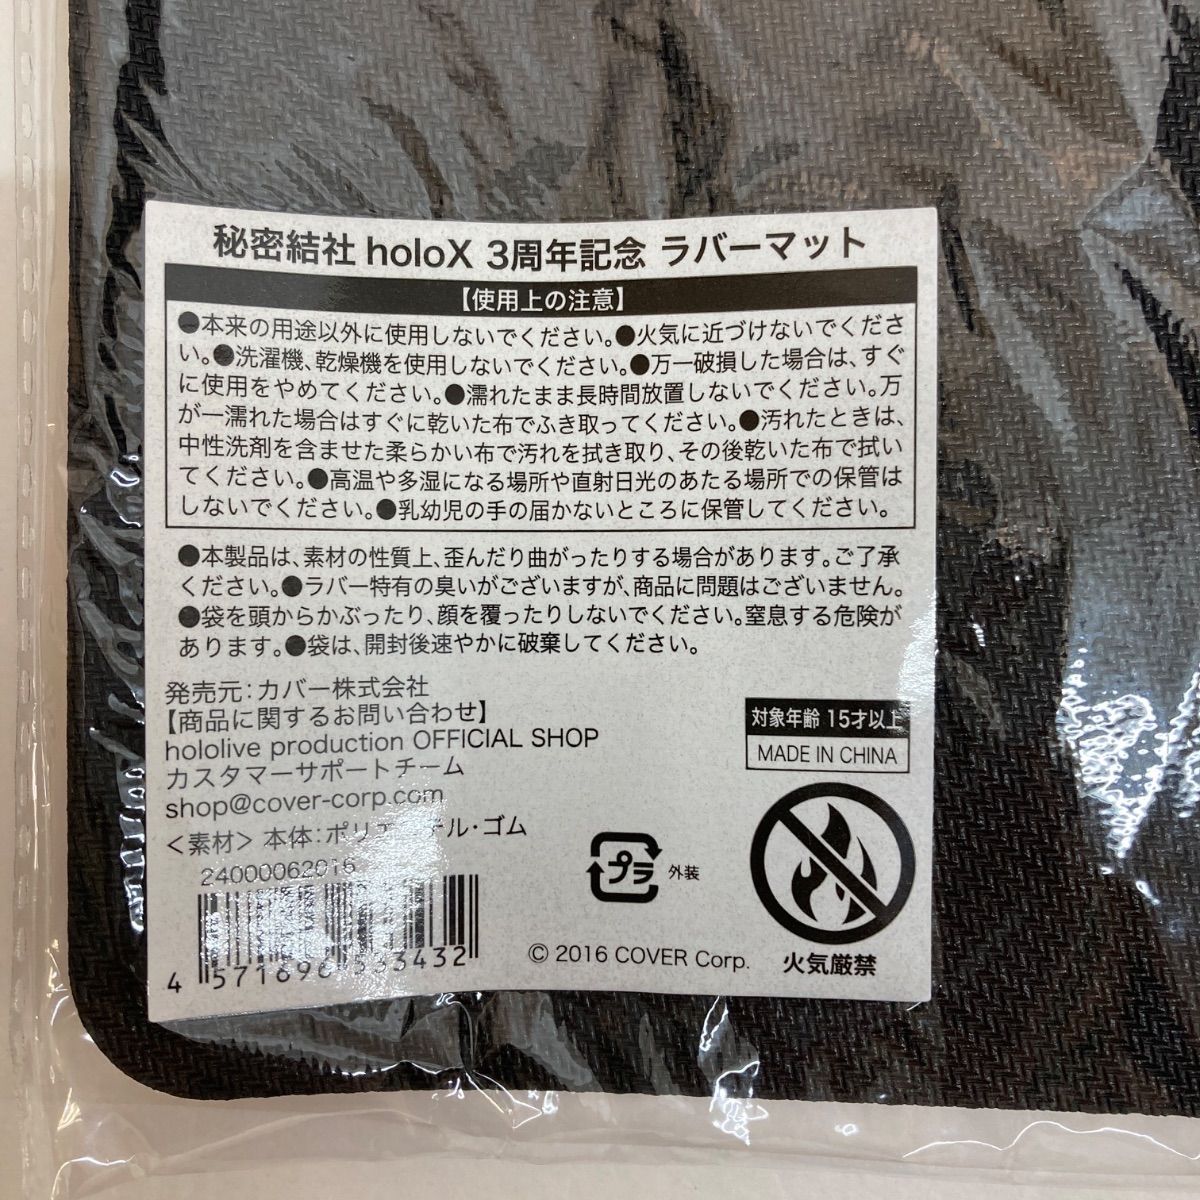 秘密結社 holoX 3周年記念 ラバーマット
【使用上の注意】
●本来の用途以外に使用しないでください。●火気に近づけないでくださ
い。●洗濯機、乾燥機を使用しないでください。●万一破損した場合は、すぐ
に使用をやめてください。●濡れたまま長時間放置しないでください。万
が一濡れた場合はすぐに乾いた布でふき取ってください。●汚れたときは、
中性洗剤を含ませた柔らかい布で汚れを拭き取り、その後乾いた布で拭い
てください。●高温や多湿になる場所や直射日光のあたる場所での保管は
しないでください。●乳幼児の手の届かないところに保管してください。
●本製品は、素材の性質上、歪んだり曲がったりする場合があります。ご了承
ください。●ラバー特有の臭いがございますが、商品に問題はございません。
●袋を頭からかぶったり、顔を覆ったりしないでください。窒息する危険が
あります。●袋は、開封後速やかに破棄してください。
発売元:カバー株式会社
【商品に関するお問い合わせ】
hololive production OFFICIAL SHOP
カスタマーサポートチーム
shop@cover-corp.com
対象年齢 15才以上
MADE IN CHINA
<素材> 本体:ポリエステル・ゴム
24000062016
プラ 外装
4 571696 533432
© 2016 COVER Corp.
火気厳禁